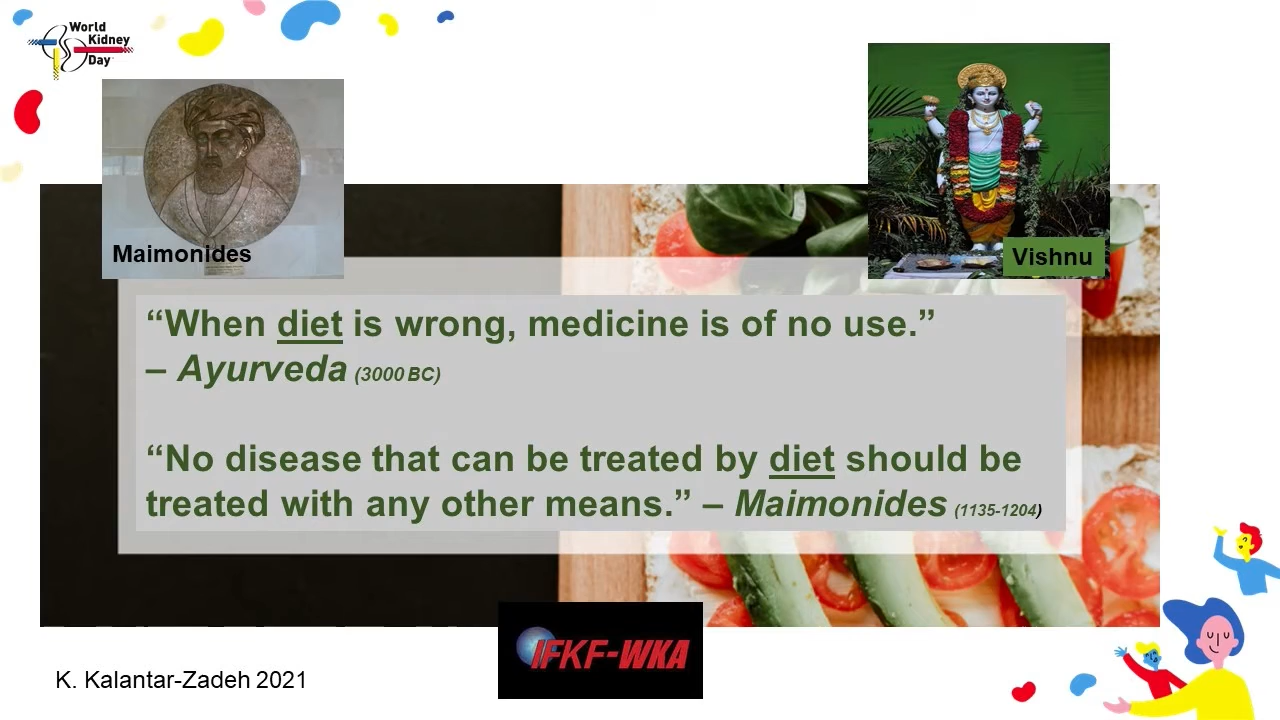 World
Kidney
Day
Maimonides
Vishnu
“When diet is wrong, medicine is of no use.”
– Ayurveda (3000 BC)
“No disease that can be treated by diet should be
treated with any other means.” – Maimonides (1135-1204)
IFKF-WKA
K. Kalantar-Zadeh 2021